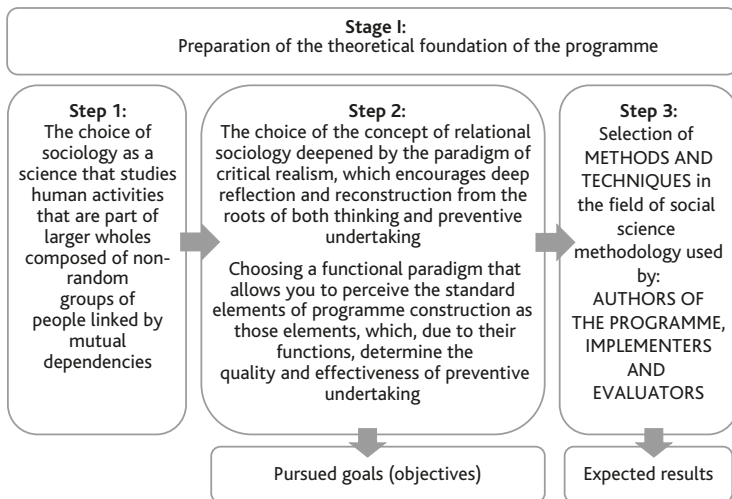 Stage I:
Preparation of the theoretical foundation of the programme
Step 1:
The choice of
sociology as a
science that studies
human activities
that are part of
larger wholes
composed of non-
random
groups of
people linked by
mutual
dependencies
Step 2:
The choice of the concept of relational
sociology deepened by the paradigm of
critical realism, which encourages deep
reflection and reconstruction from the
roots of both thinking and preventive
undertaking
Choosing a functional paradigm that
allows you to perceive the standard
elements of programme construction as
those elements, which, due to their
functions, determine the
quality and effectiveness of preventive
undertaking
Step 3:
Selection of
METHODS AND
TECHNIQUES in
the field of social
science
methodology used
by:
AUTHORS OF
THE PROGRAMME,
IMPLEMENTERS
AND
EVALUATORS
Pursued goals (objectives)
Expected results